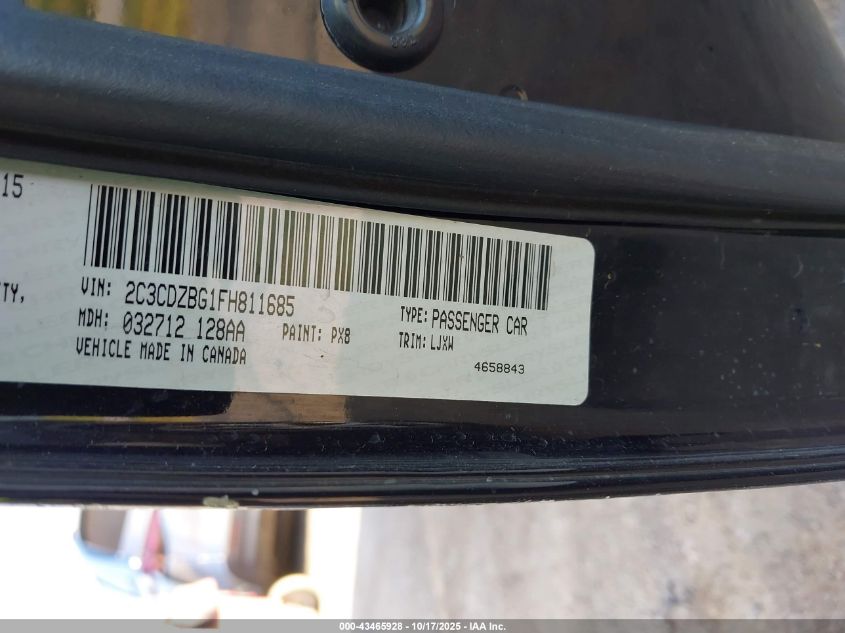 15
ITY,
VIN: 2C3CDZBG1FH811685
TYPE: PASSENGER CAR
MDH: 032712 128AA
PAINT: PX8
TRIM: LJXW
VEHICLE MADE IN CANADA
4658843
000-43465928 - 10/17/2025 - IAA Inc.